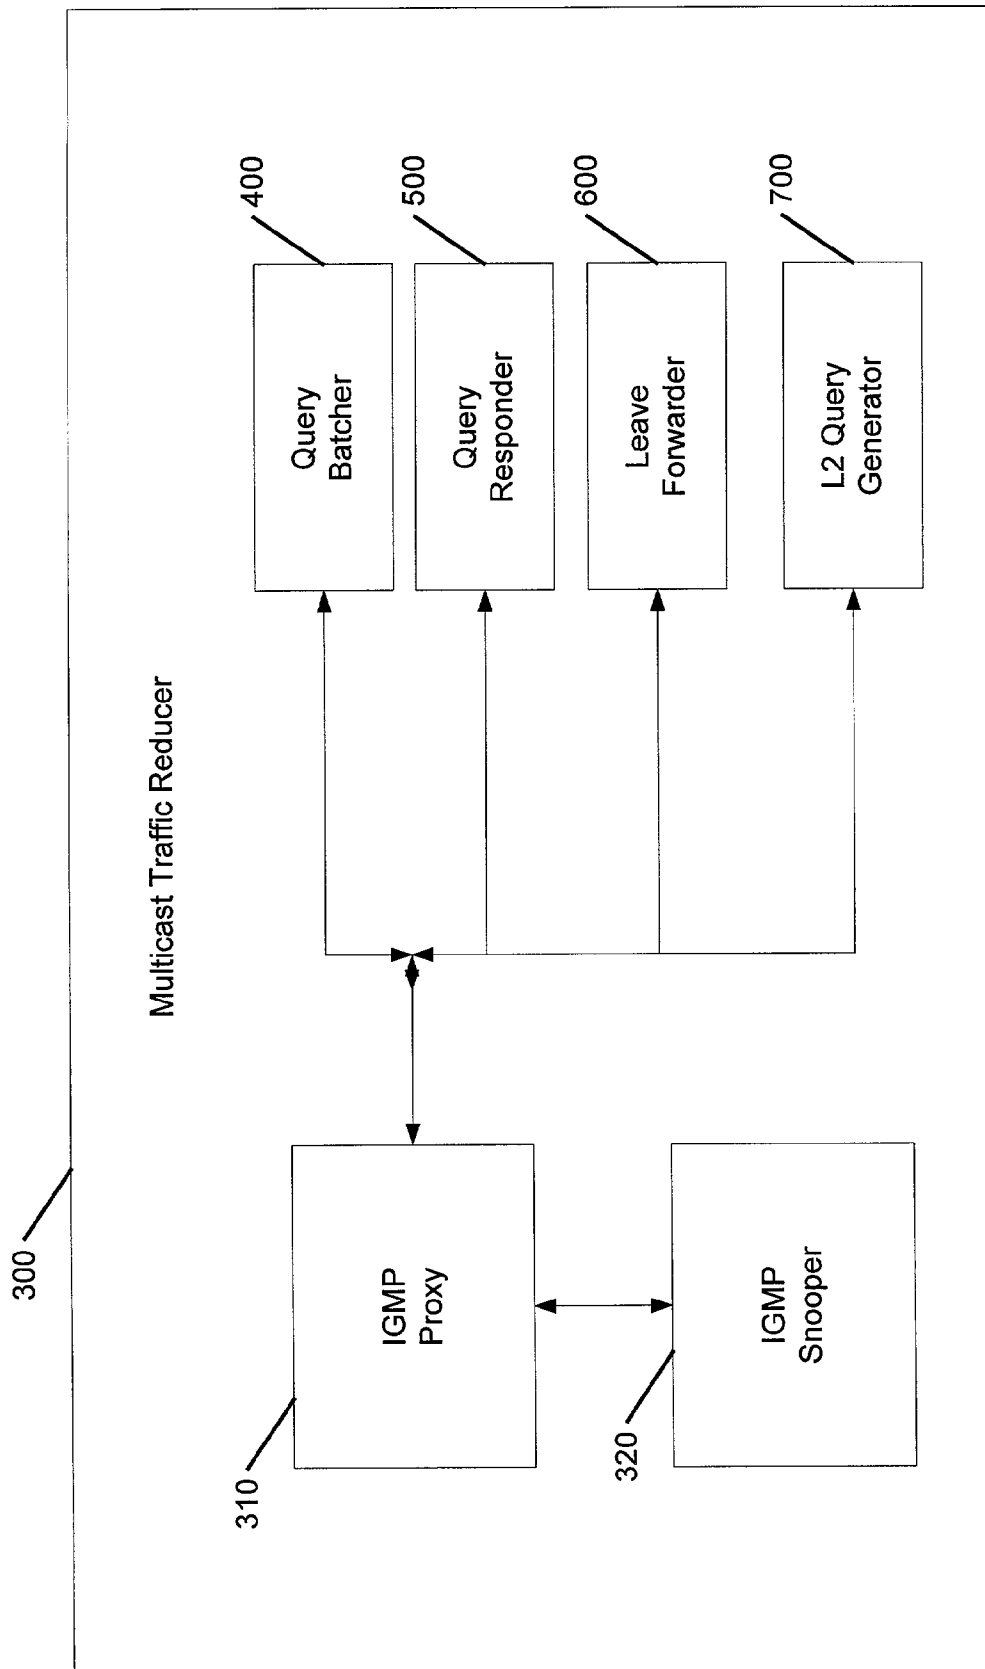 300
Multicast Traffic Reducer
310
IGMP
Proxy
320
IGMP
Snooper
400
Query
Batcher
500
Query
Responder
600
Leave
Forwarder
700
L2 Query
Generator